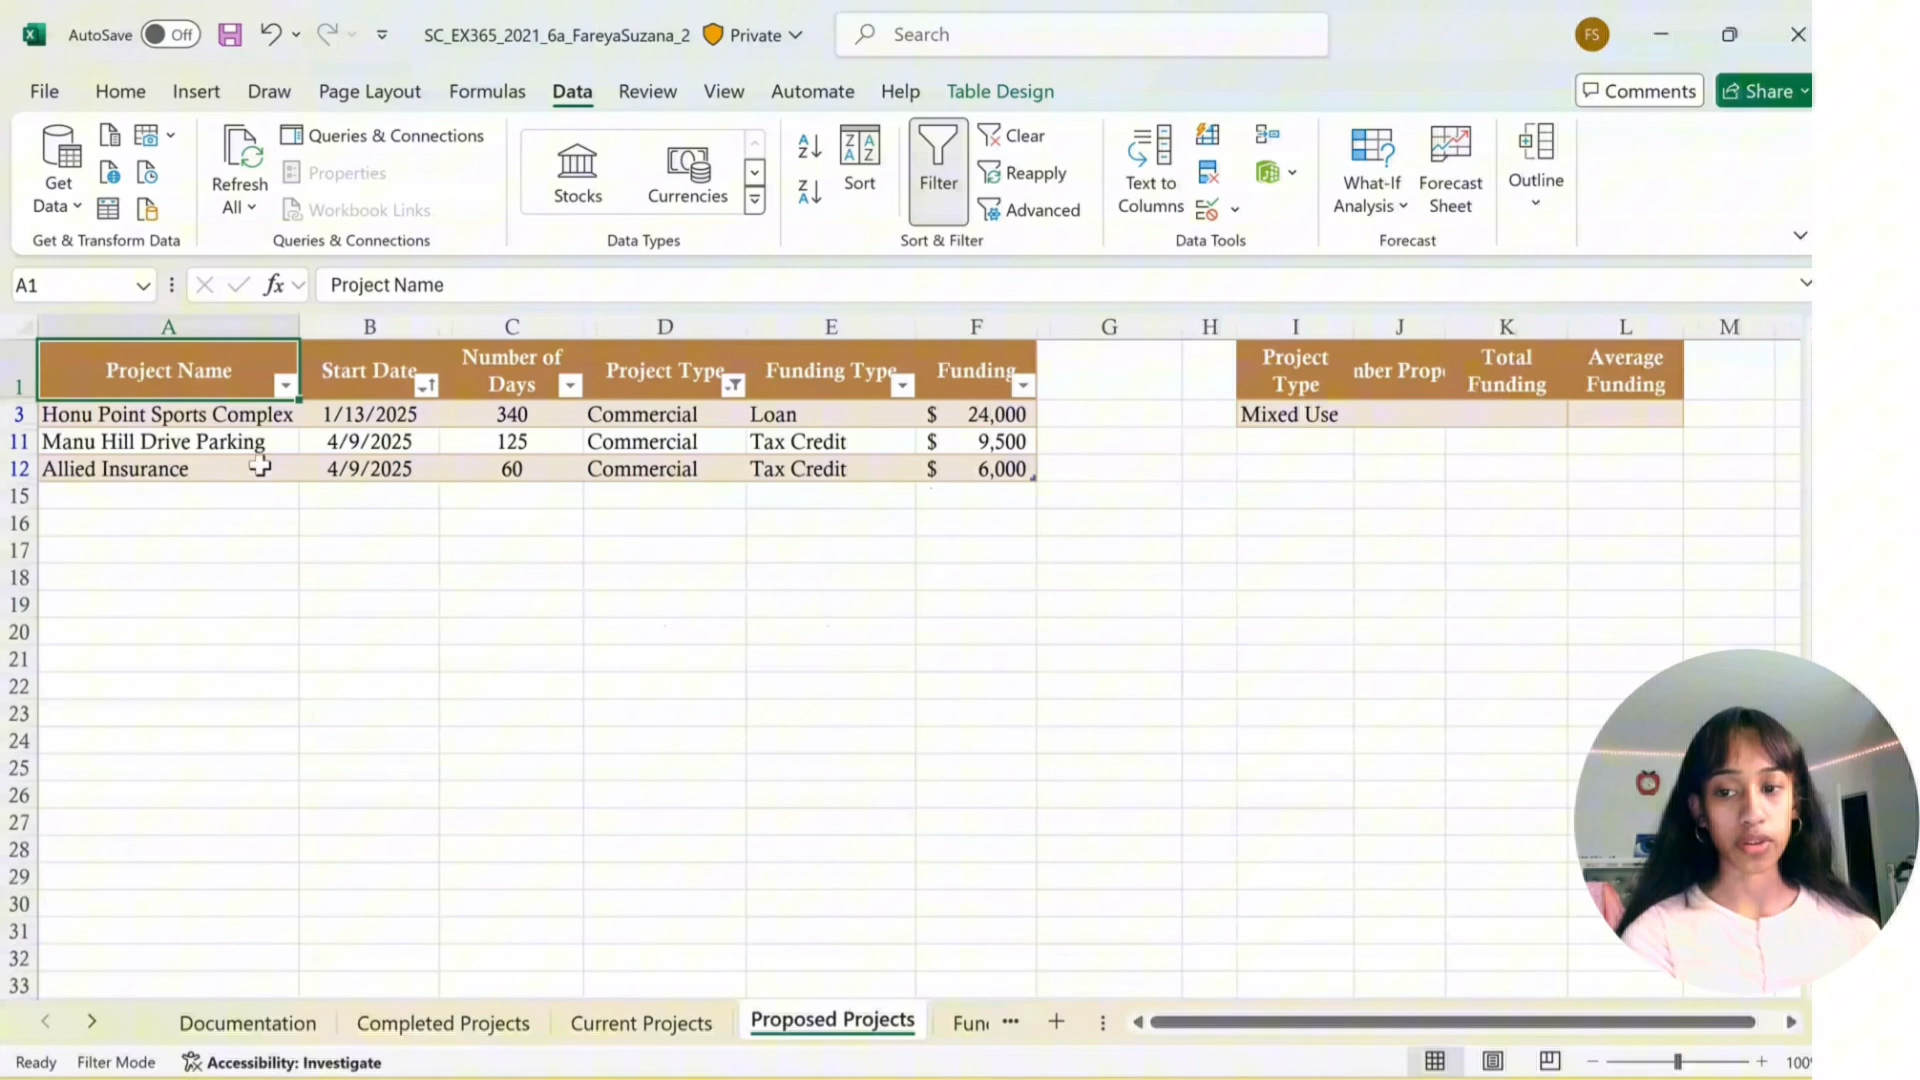 AutoSave Off SC_EX365_2021_6a_FareyaSuzana_2 Private Search FS
File Home Insert Draw Page Layout Formulas Data Review View Automate Help Table Design Comments Share
Get Data
Get & Transform Data
Refresh All
Queries & Connections
Properties
Workbook Links
Queries & Connections
Stocks
Currencies
Data Types
Sort
Filter
Clear
Reapply
Advanced
Sort & Filter
Text to Columns
Data Tools
What-If Analysis
Forecast Sheet
Forecast
Outline
A1 fx Project Name
A B C D E F G H I J K L M
1 Project Name Start Date Number of Days Project Type Funding Type Funding Project Type nber Prop Total Funding Average Funding
3 Honu Point Sports Complex 1/13/2025 340 Commercial Loan $ 24,000 Mixed Use
11 Manu Hill Drive Parking 4/9/2025 125 Commercial Tax Credit $ 9,500
12 Allied Insurance 4/9/2025 60 Commercial Tax Credit $ 6,000
15
16
17
18
19
20
21
22
23
24
25
26
27
28
29
30
31
32
33
Documentation Completed Projects Current Projects Proposed Projects Fun ...
Ready Filter Mode Accessibility: Investigate 100